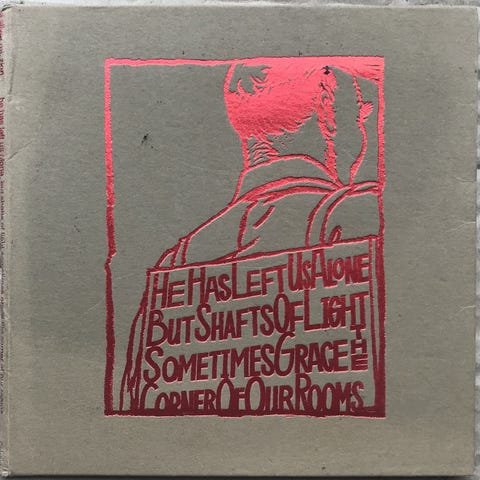 He Has Left Us Alone
But Shafts Of Light
Sometimes Grace The
Corner Of Our Rooms